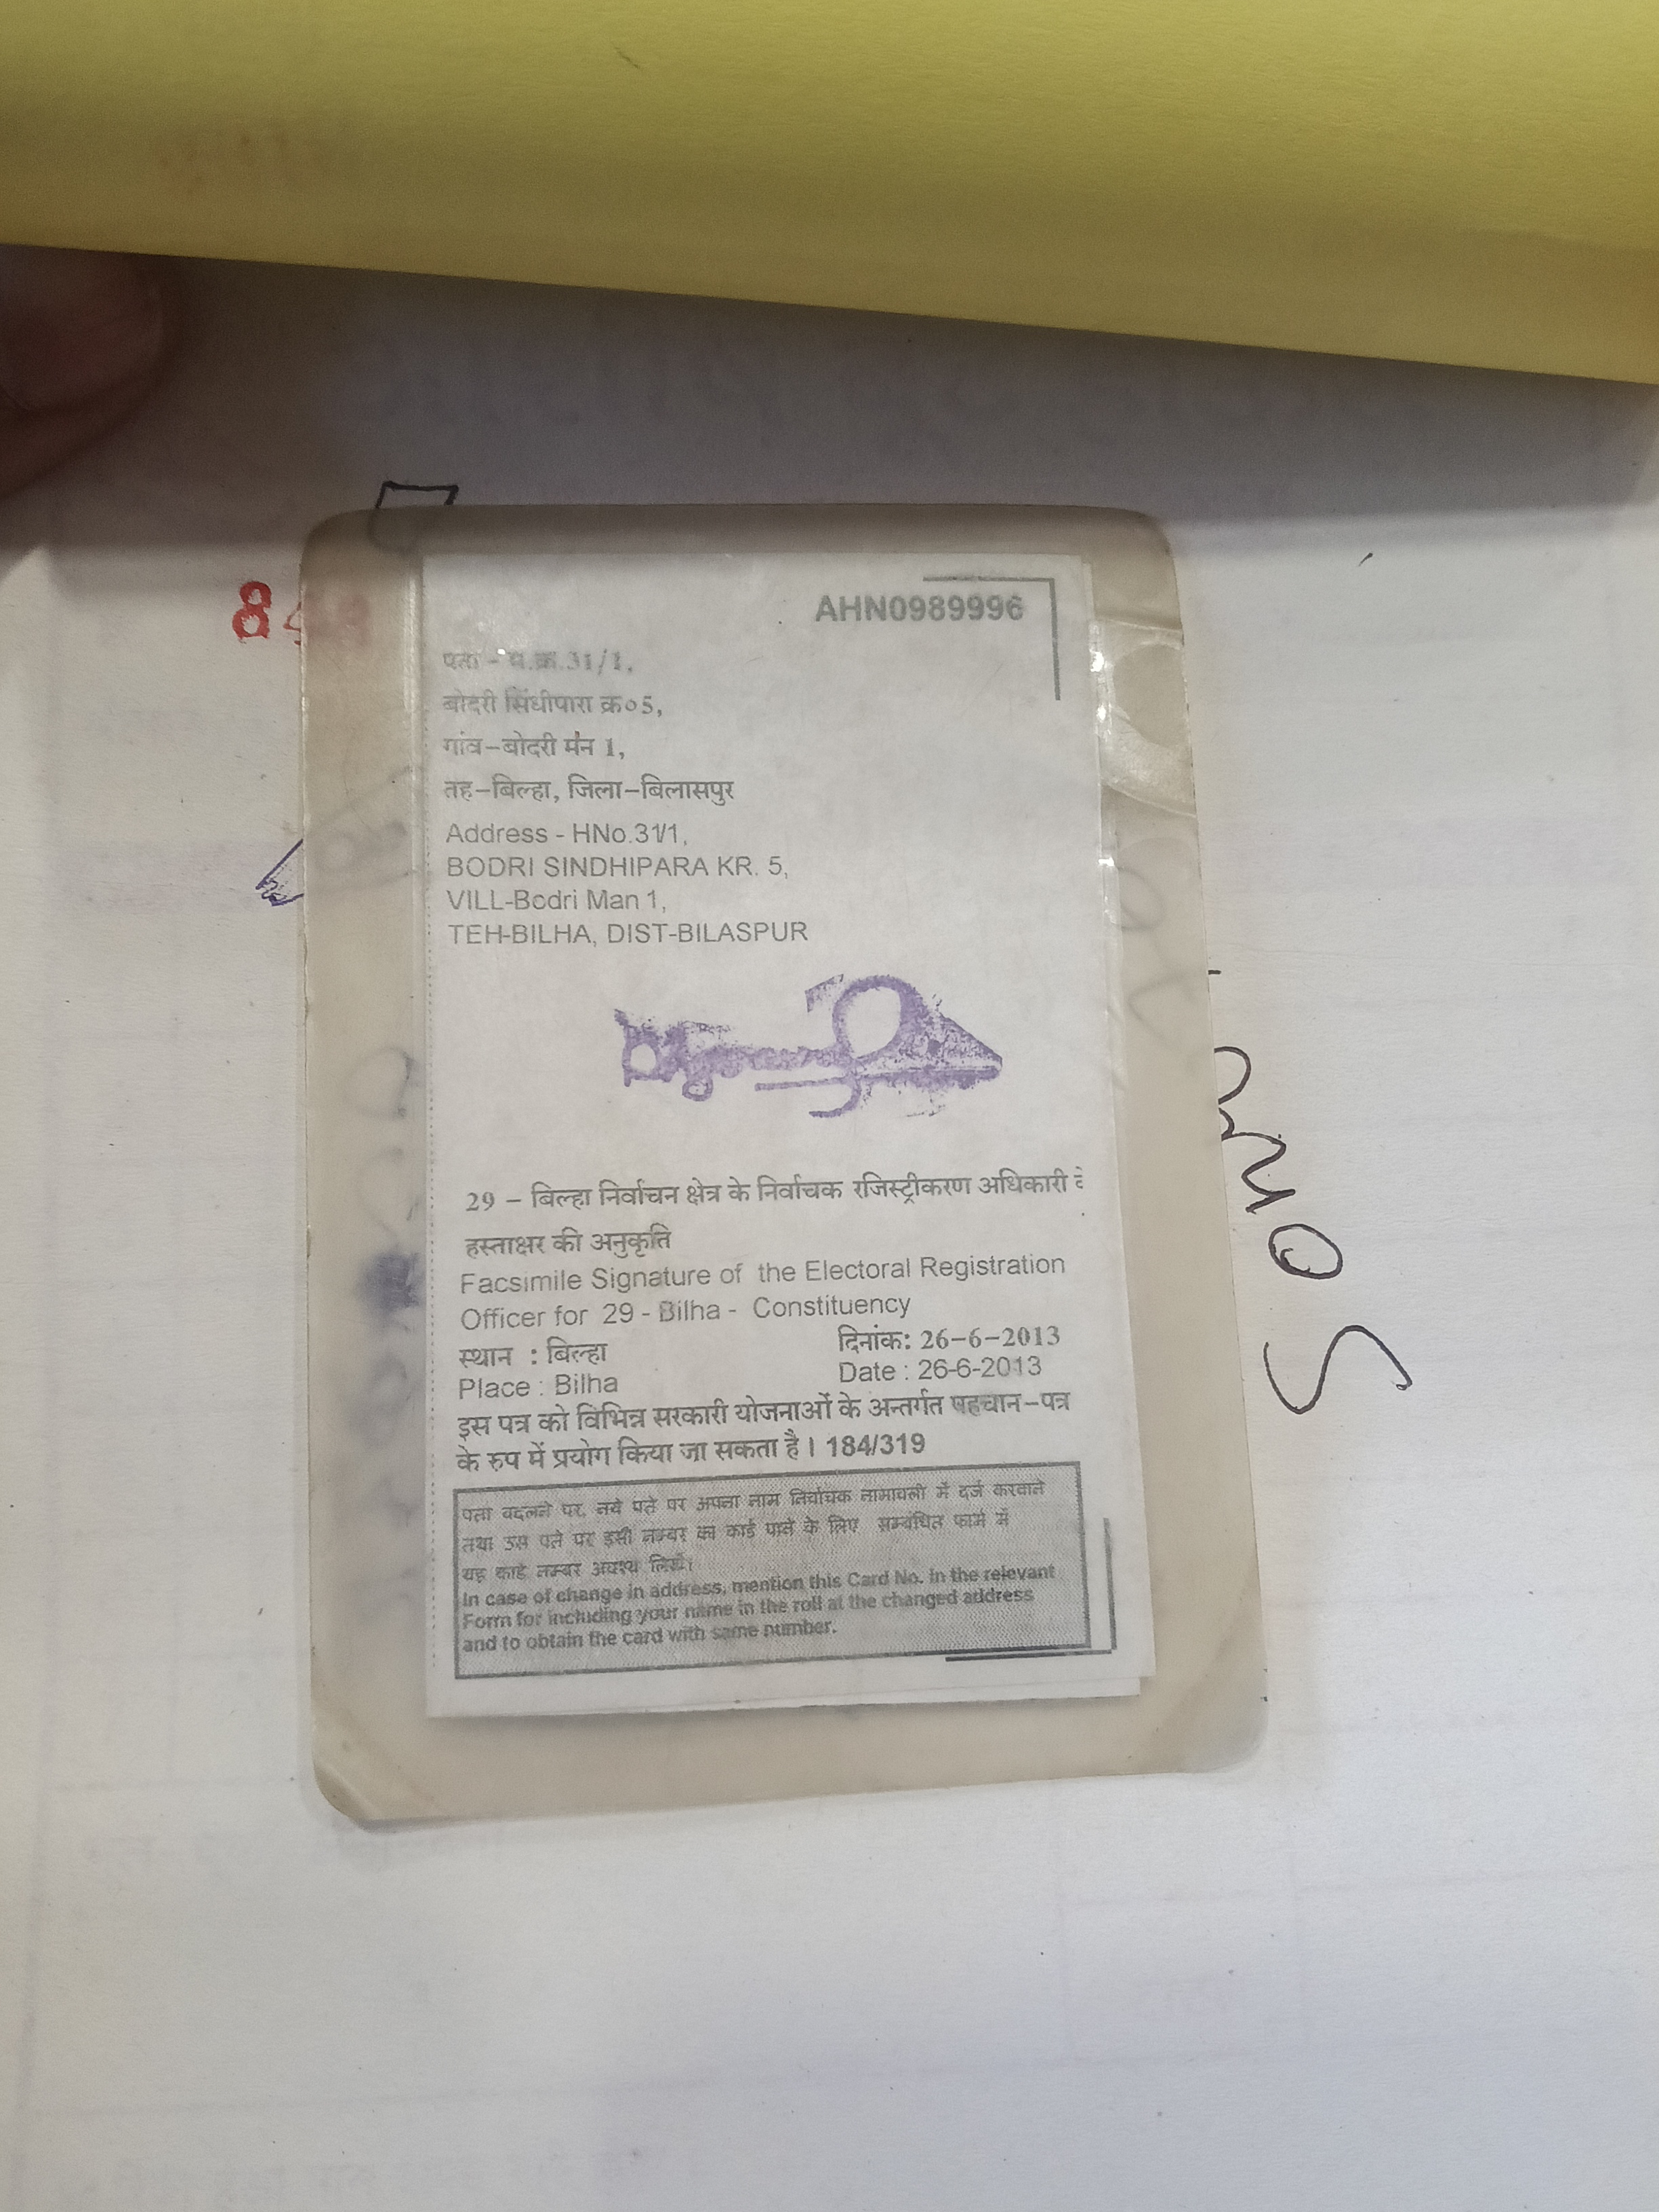 AHN0989996
पता - म.क्र.31/1,
बोदरी सिंधीपारा क्र०5,
गांव-बोदरी मंन 1,
तह-बिल्हा, जिला-बिलासपुर
Address - HNo.31/1,
BODRI SINDHIPARA KR. 5,
VILL-Bodri Man 1,
TEH-BILHA, DIST-BILASPUR
29 - बिल्हा निर्वाचन क्षेत्र के निर्वाचक रजिस्ट्रीकरण अधिकारी
हस्ताक्षर की अनुकृति
Facsimile Signature of the Electoral Registration
Officer for 29 - Bilha - Constituency
स्थान : बिल्हा दिनांक: 26-6-2013
Place : Bilha Date : 26-6-2013
इस पत्र को विभिन्न सरकारी योजनाओं के अन्तर्गत पहचान-पत्र
के रुप में प्रयोग किया जा सकता है। 184/319
पता बदलने पर, नये पते पर अपना नाम निर्वाचक नामावली में दर्ज करवाने
तथा उस पते पर इसी नम्बर का कार्ड पाने के लिए सम्बंधित फार्म में
यह कार्ड नम्बर अवश्य लिखें।
In case of change in address, mention this Card No. in the relevant
Form for including your name in the roll at the changed address
and to obtain the card with same number.